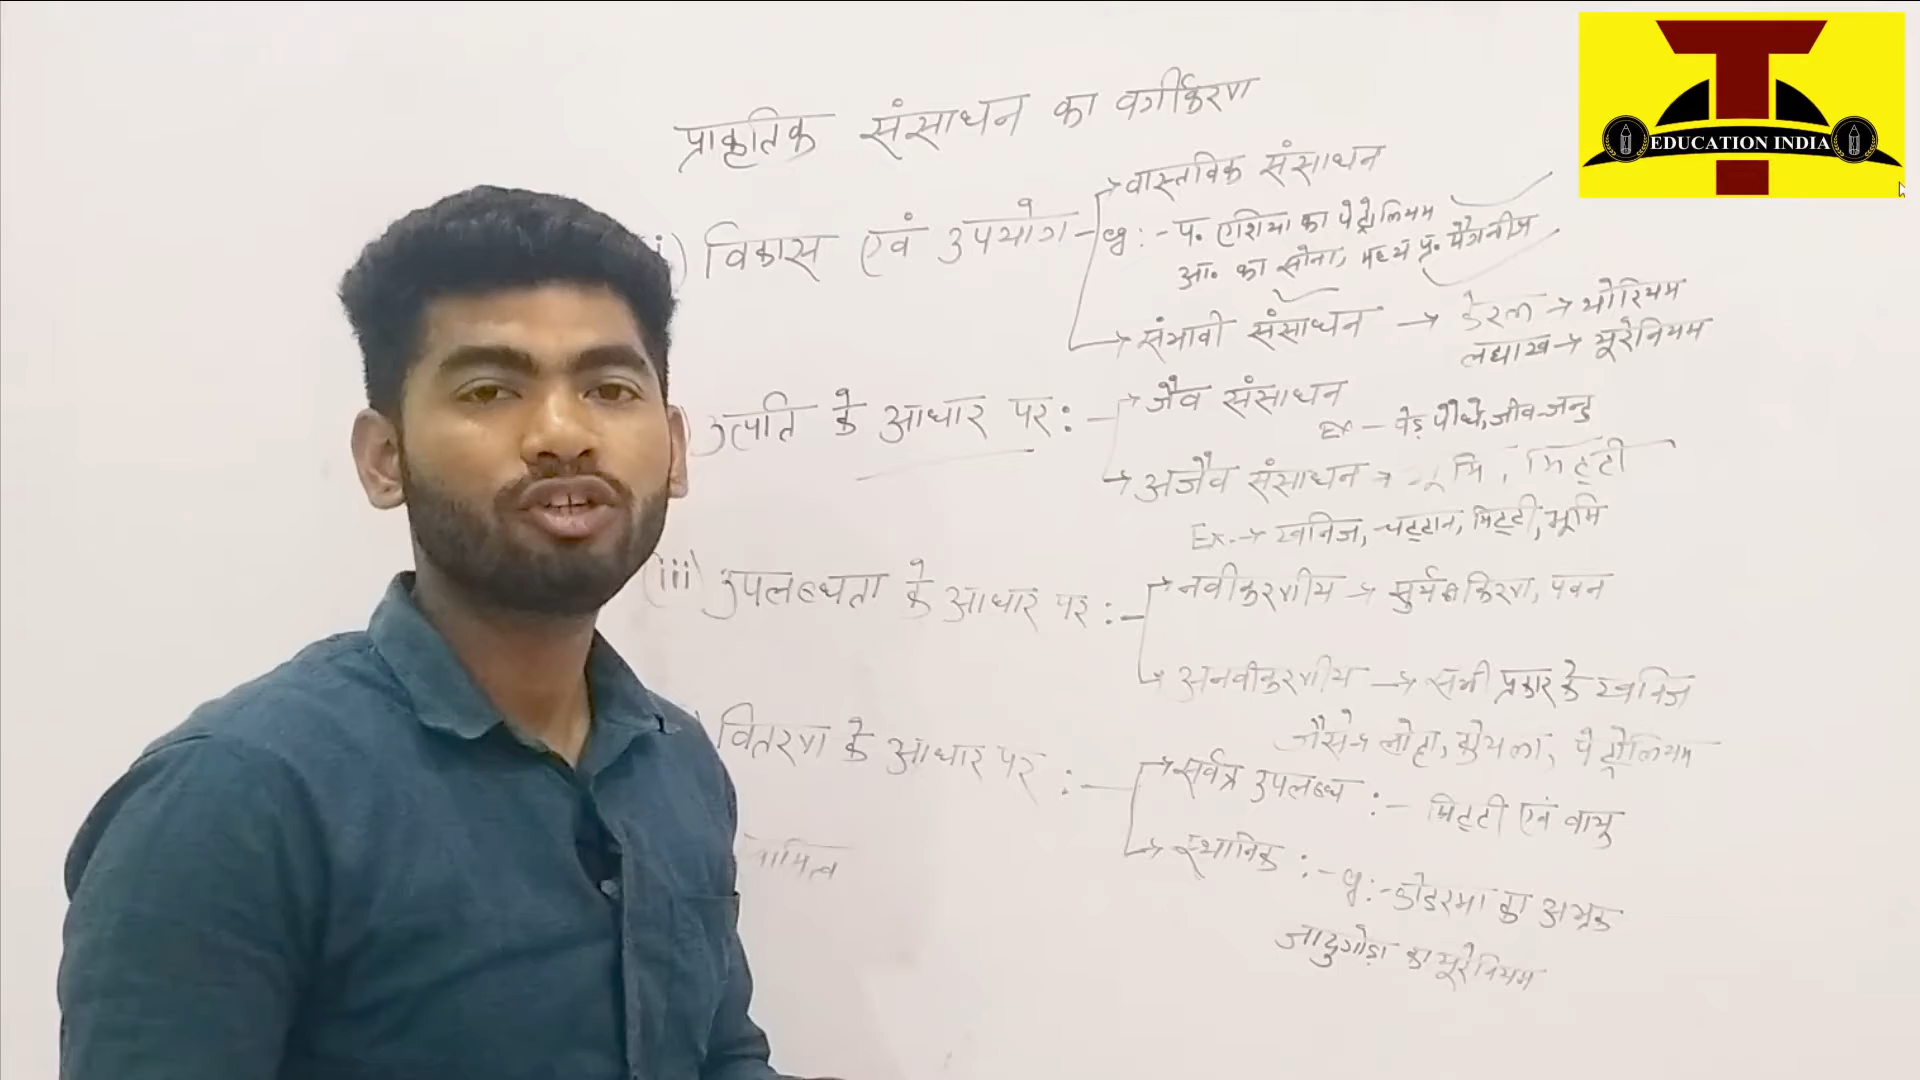 प्राकृतिक संसाधन का वर्गीकरण
i) विकास एवं उपयोग
→ वास्तविक संसाधन
eg :- प. एशिया का पेट्रोलियम
आ. का सोना, मध्य प्र. मैगनीज
→ संभावी संसाधन → केरल → थोरियम
लद्दाख → यूरेनियम
उत्पति के आधार पर : -
→ जैव संसाधन
Ex - पेड़ पौधे, जीव-जन्तु
→ अजैव संसाधन → भूमि, मिट्टी
Ex. → खनिज, चट्टान, मिट्टी, भूमि
(iii) उपलब्धता के आधार पर : -
→ नवीकरणीय → सुर्य किरण, पवन
→ अनवीकरणीय → सभी प्रकार के खनिज
जैसे → लोहा, कोयला, पेट्रोलियम
वितरण के आधार पर : -
→ सर्वत्र उपलब्ध : - मिट्टी एवं वायु
→ स्थानिक : - eg :- कोडरमा का अभ्रक
जादुगोड़ा का यूरेनियम
T
EDUCATION INDIA